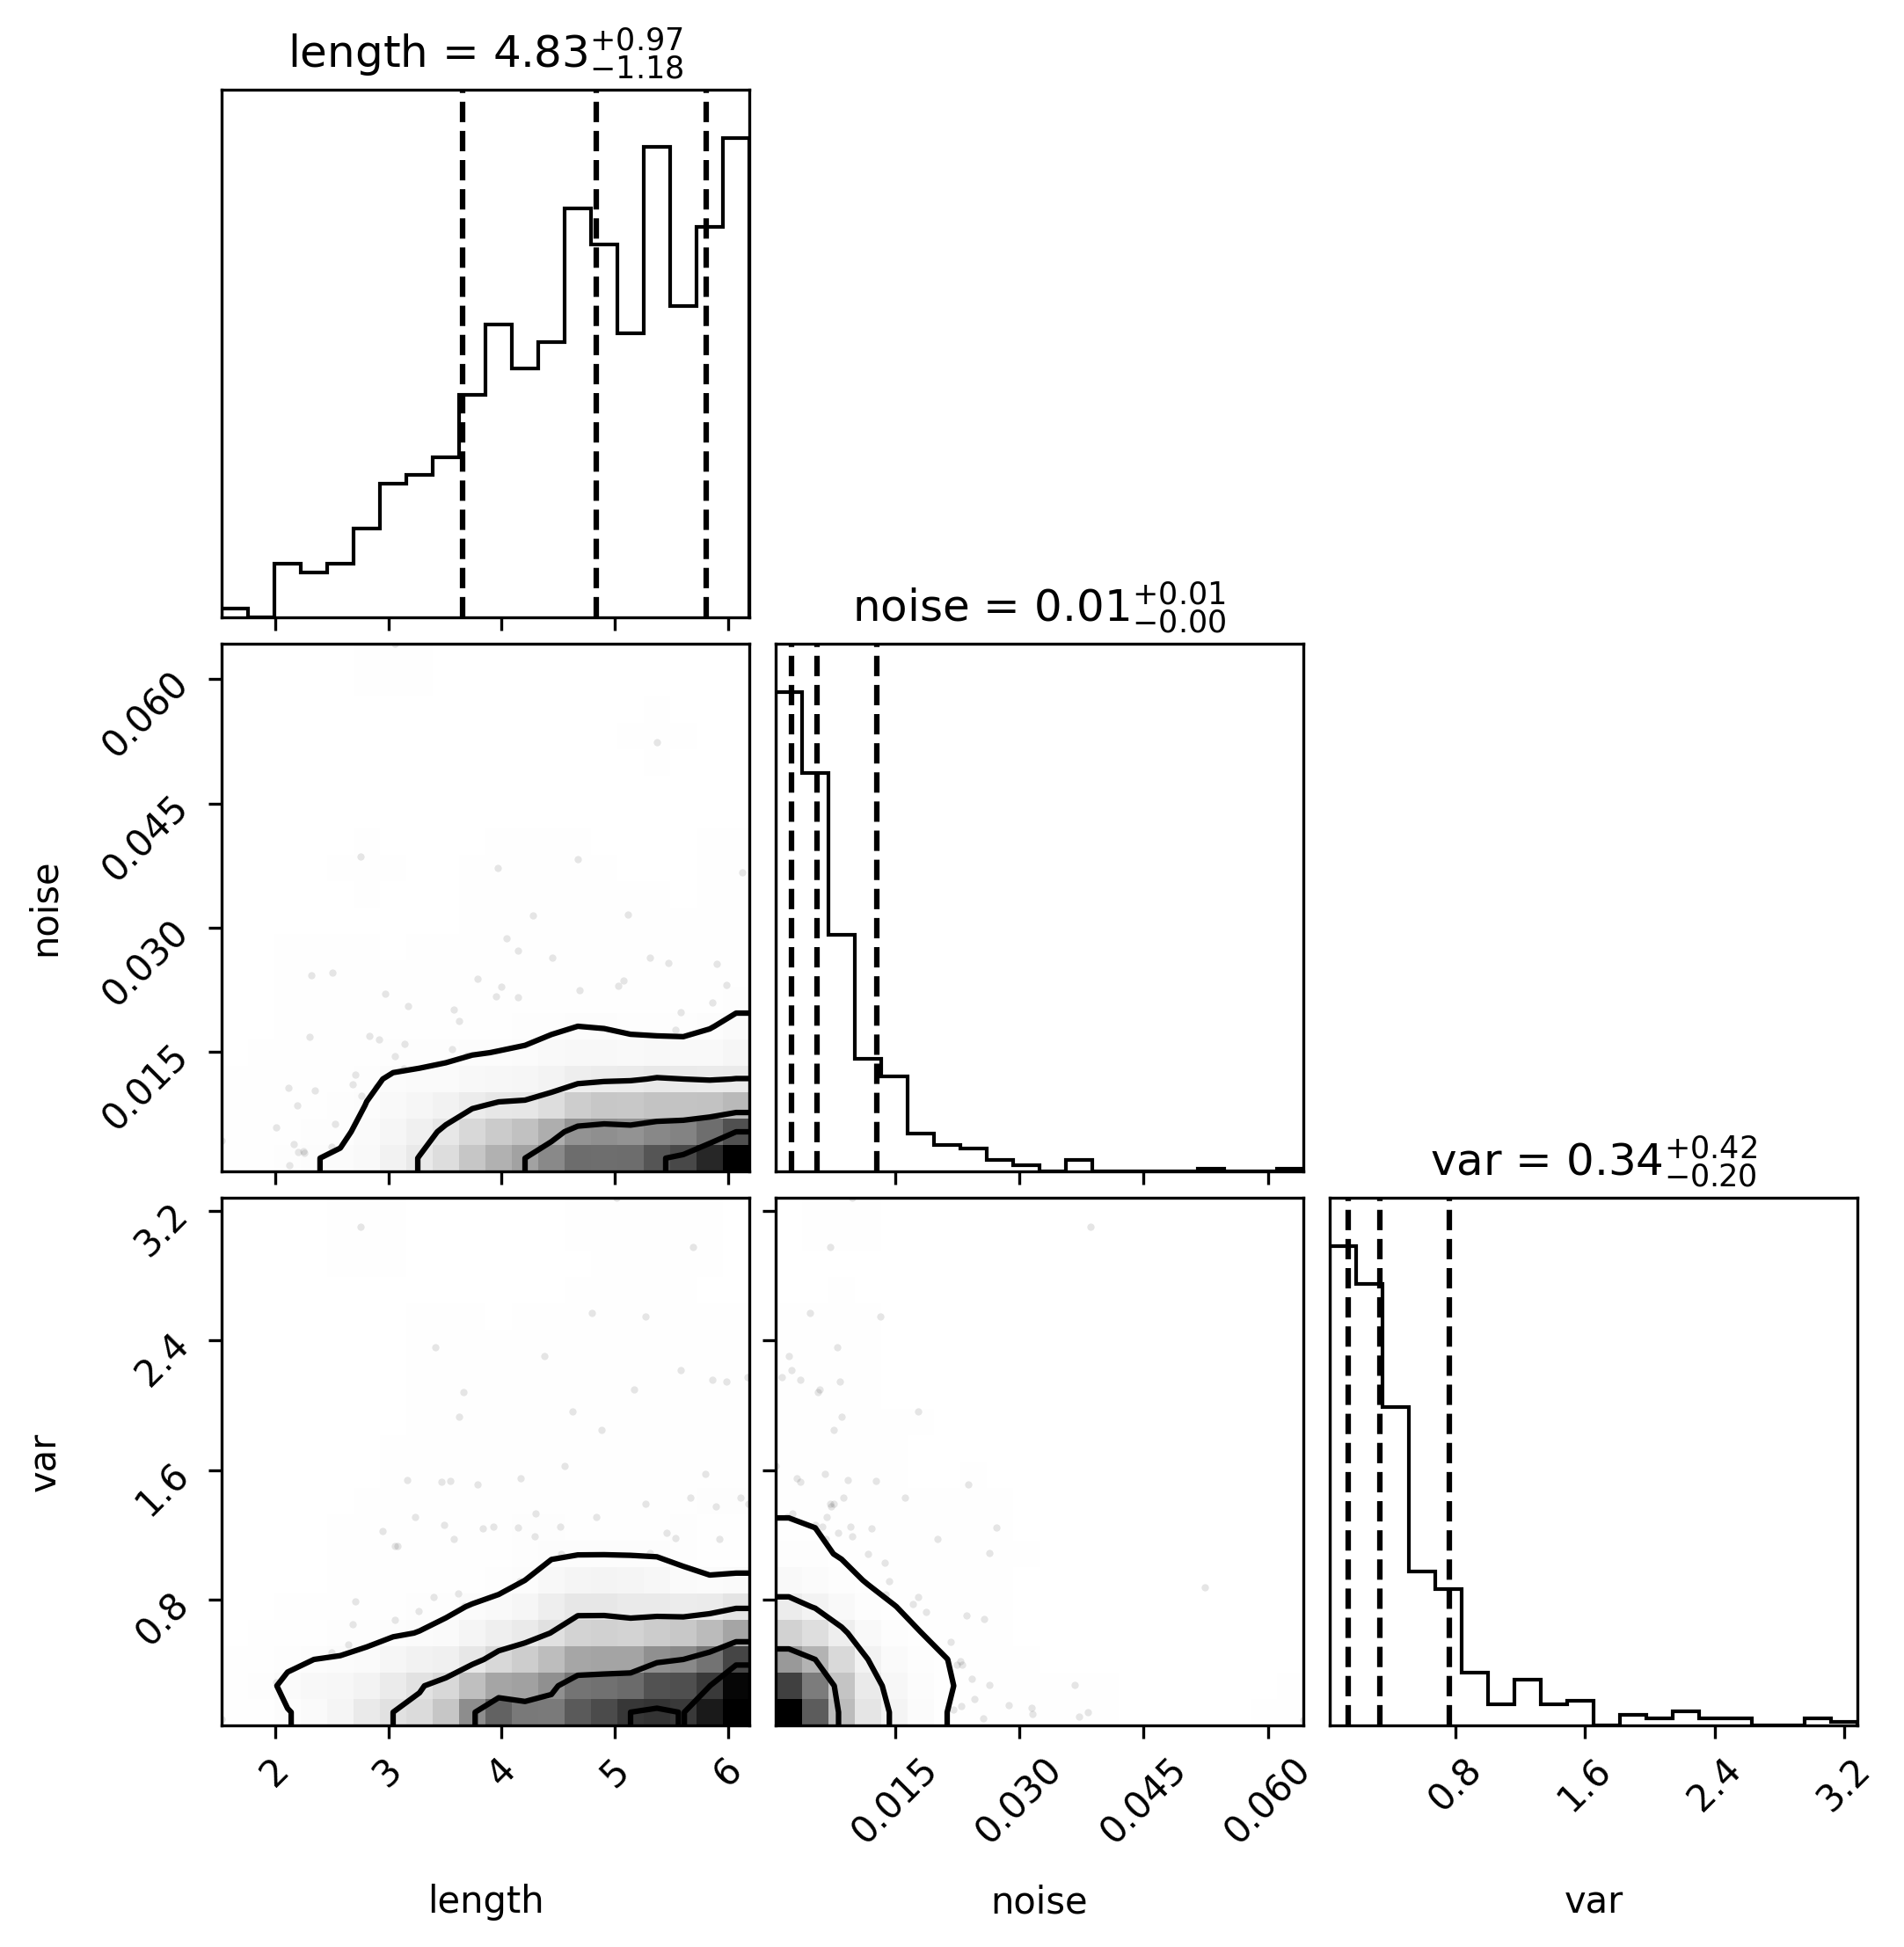 length = 4.83 +0.97 −1.18
noise = 0.01 +0.01 −0.00
0.060
0.045
0.030
0.015
noise
var = 0.34 +0.42 −0.20
3.2
2.4
1.6
0.8
var
2 3 4 5 6
0.015 0.030 0.045 0.060
0.8 1.6 2.4 3.2
length noise var